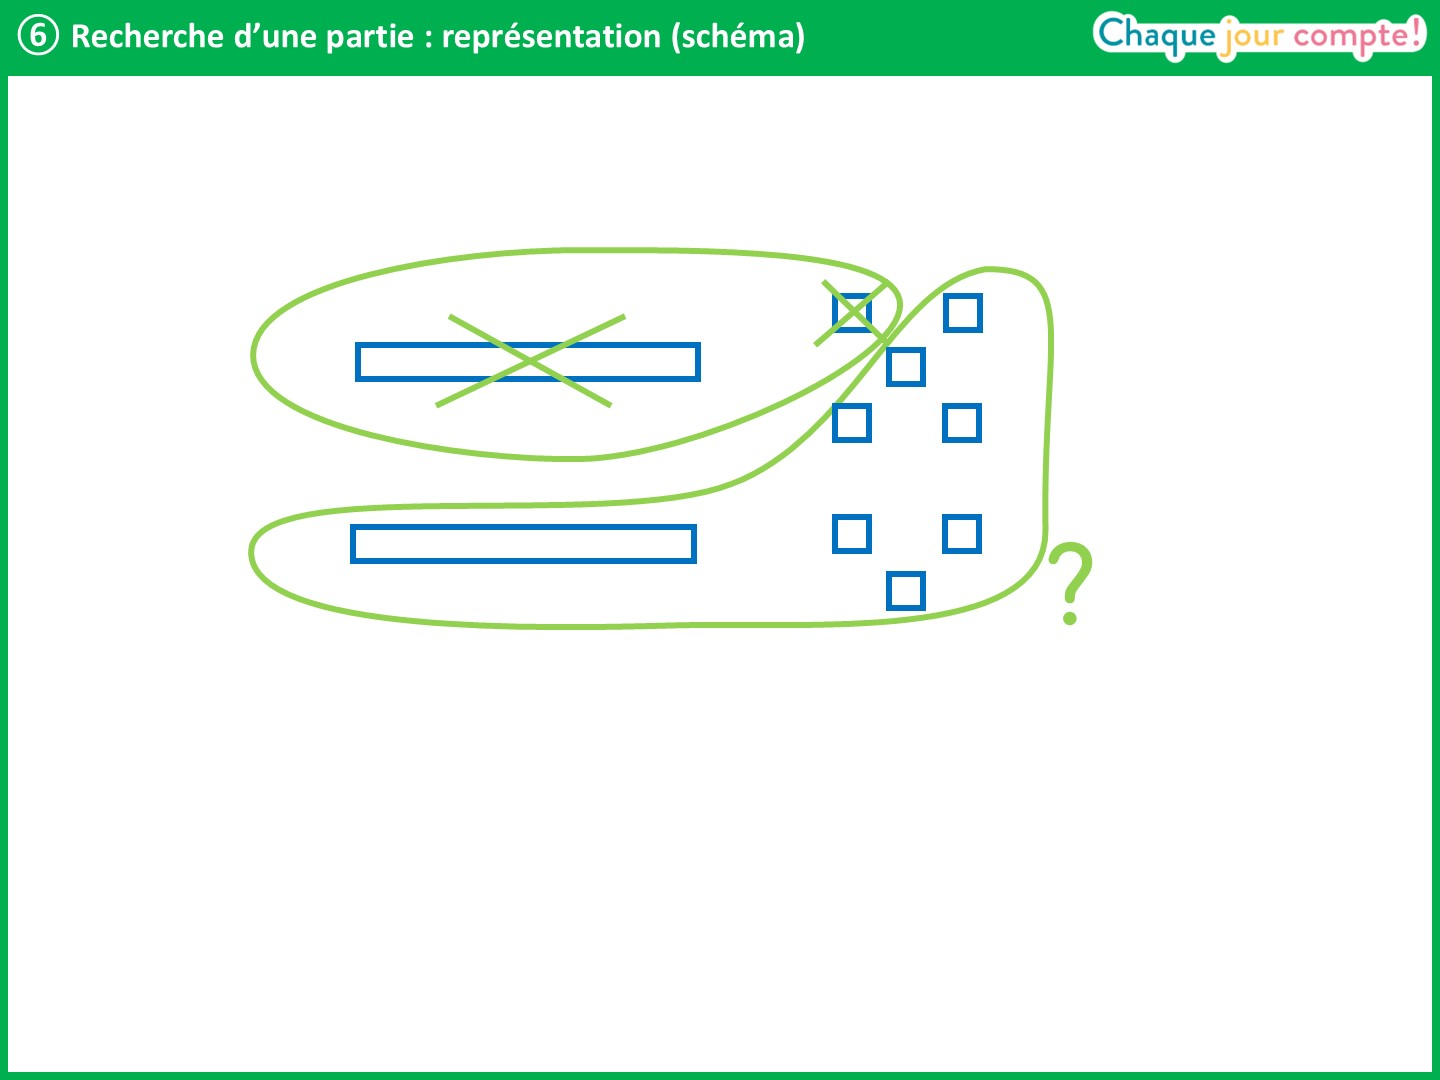 ⑥ Recherche d’une partie : représentation (schéma)
Chaque jour compte!
?